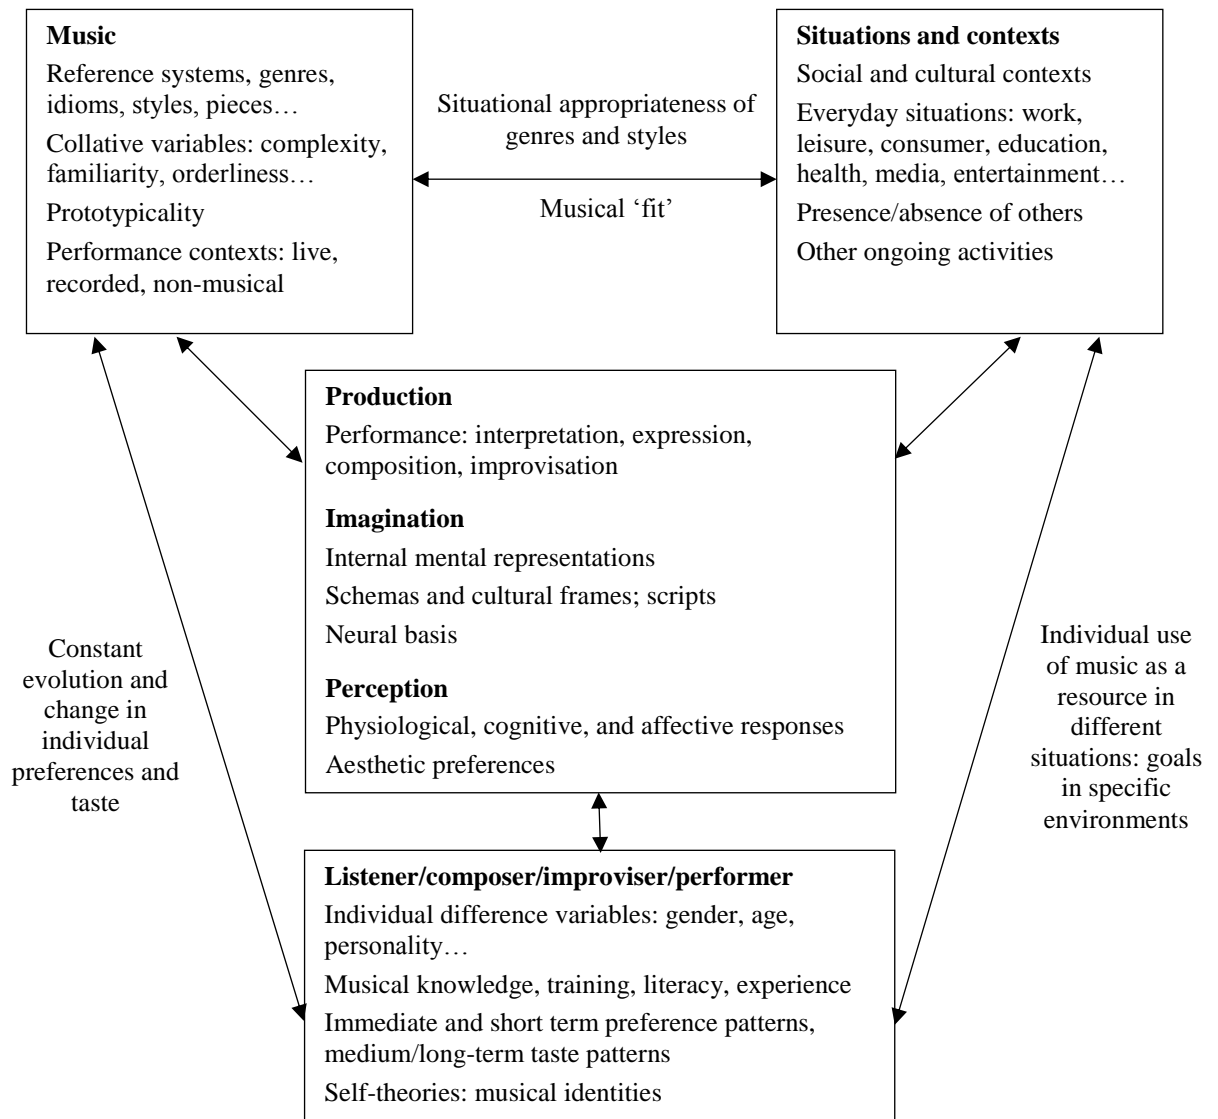 Music
Reference systems, genres,
idioms, styles, pieces…
Collative variables: complexity,
familiarity, orderliness…
Prototypicality
Performance contexts: live,
recorded, non-musical
Situational appropriateness of
genres and styles
Musical ‘fit’
Situations and contexts
Social and cultural contexts
Everyday situations: work,
leisure, consumer, education,
health, media, entertainment…
Presence/absence of others
Other ongoing activities
Production
Performance: interpretation, expression,
composition, improvisation
Imagination
Internal mental representations
Schemas and cultural frames; scripts
Neural basis
Perception
Physiological, cognitive, and affective responses
Aesthetic preferences
Constant
evolution and
change in
individual
preferences and
taste
Individual use
of music as a
resource in
different
situations: goals
in specific
environments
Listener/composer/improviser/performer
Individual difference variables: gender, age,
personality…
Musical knowledge, training, literacy, experience
Immediate and short term preference patterns,
medium/long-term taste patterns
Self-theories: musical identities